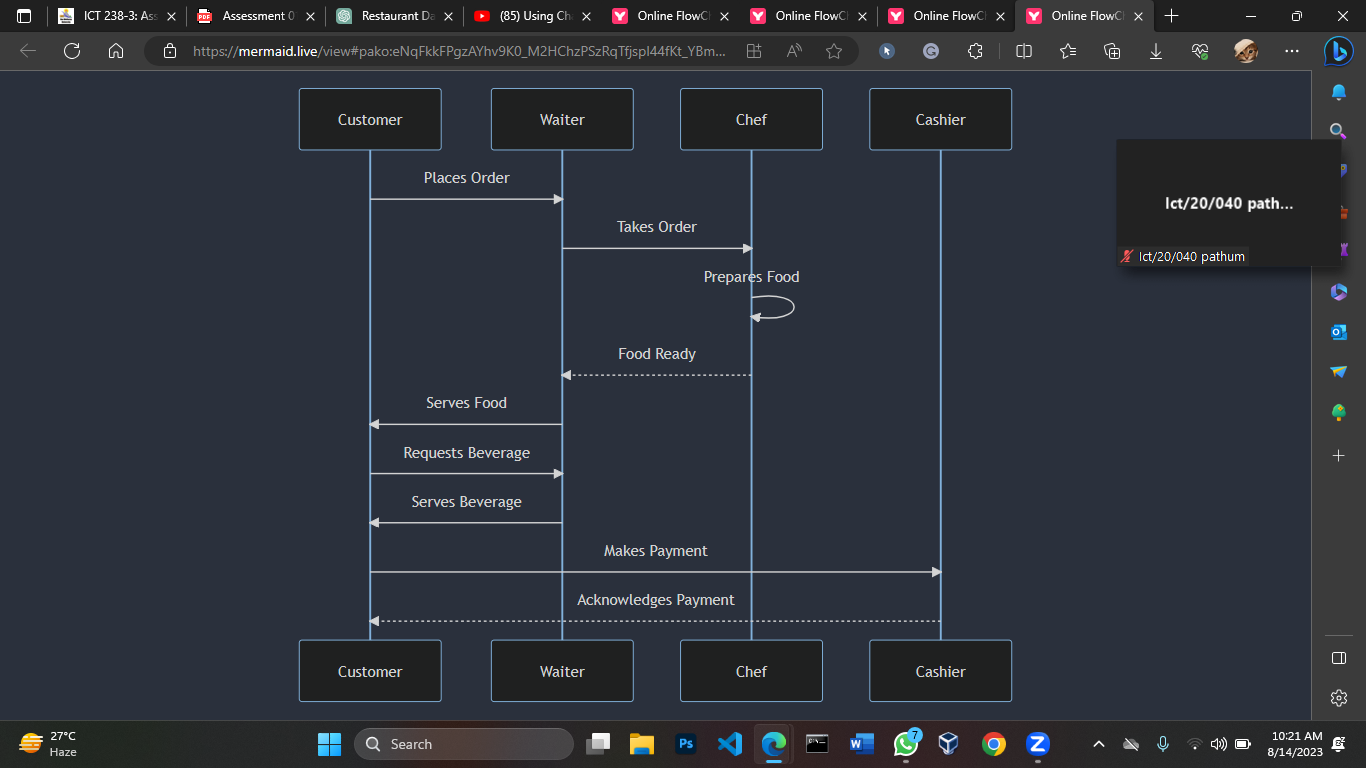 ICT 238-3: Ass
Assessment 0
Restaurant Da
(85) Using Cha
Online FlowCh
Online FlowCh
Online FlowCh
Online FlowCh
https://mermaid.live/view#pako:eNqFkkFPgzAYhv9K0_M2HChzPSzRqTfjspI44fKt_YBm...
Customer
Waiter
Chef
Cashier
Places Order
Takes Order
Ict/20/040 path...
Ict/20/040 pathum
Prepares Food
Food Ready
Serves Food
Requests Beverage
Serves Beverage
Makes Payment
Acknowledges Payment
Customer
Waiter
Chef
Cashier
27°C
Haze
Search
Ps
7
10:21 AM
8/14/2023